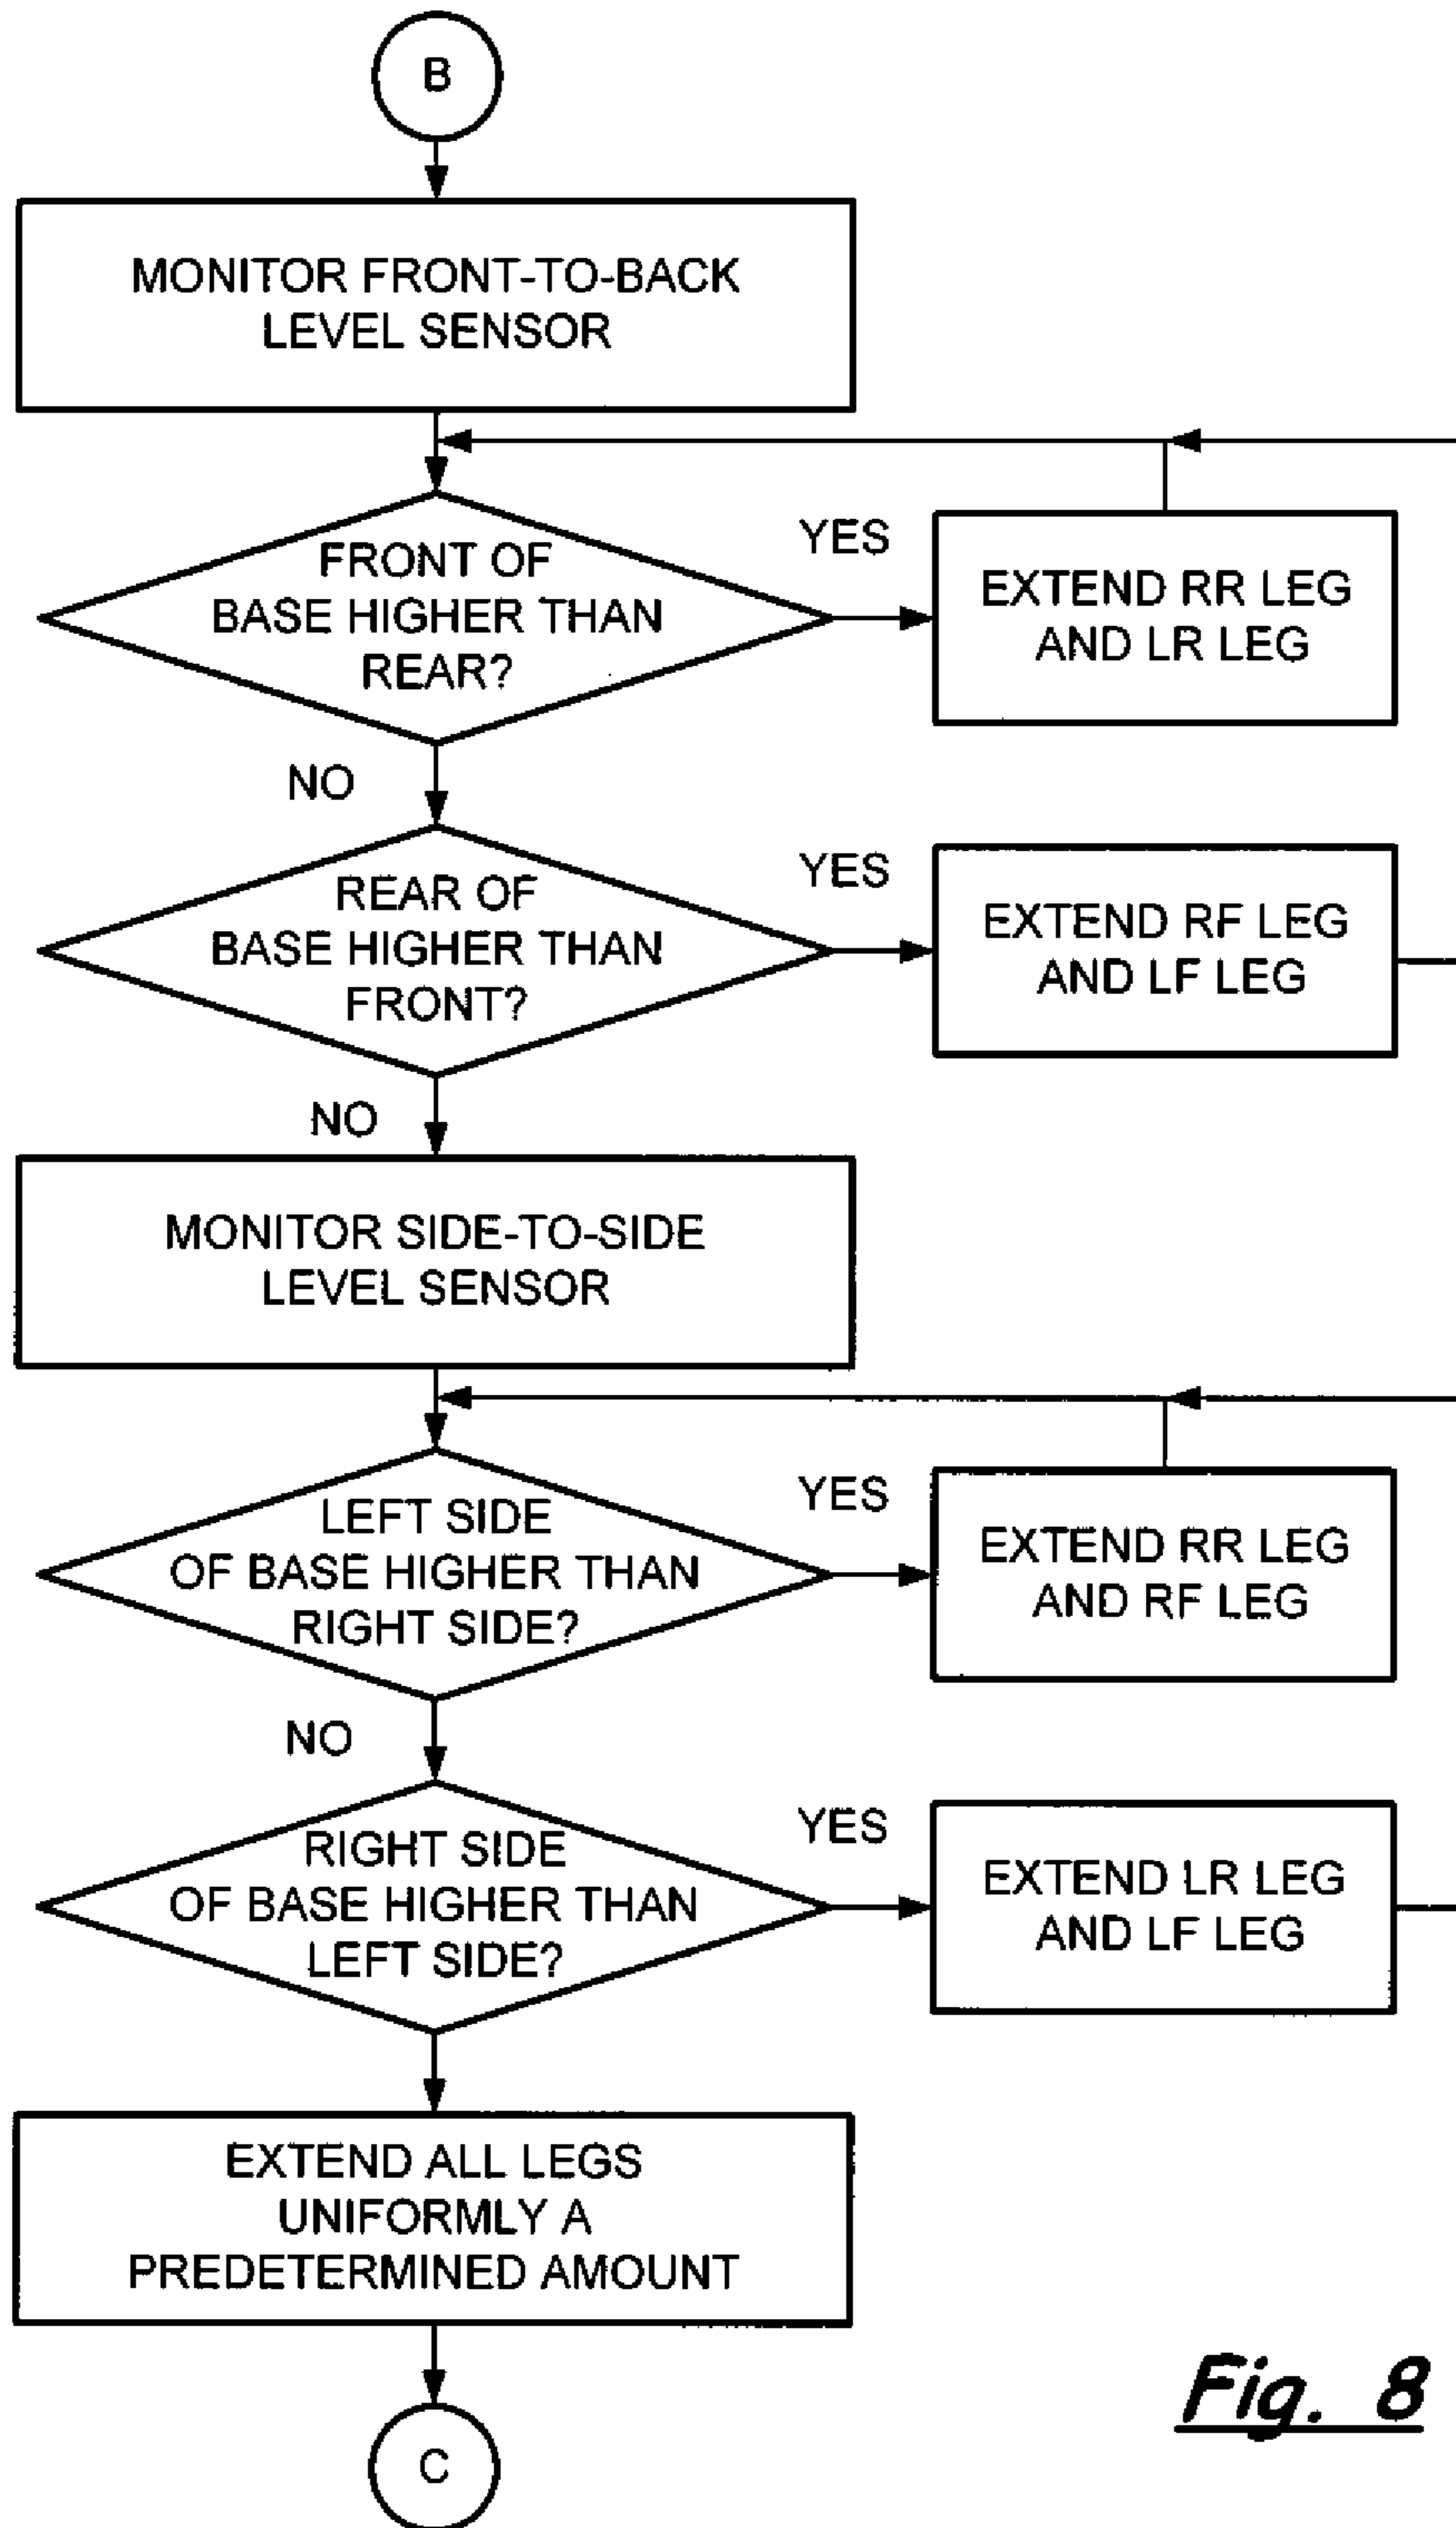 B
MONITOR FRONT-TO-BACK
LEVEL SENSOR
FRONT OF
BASE HIGHER THAN
REAR?
YES
EXTEND RR LEG
AND LR LEG
NO
REAR OF
BASE HIGHER THAN
FRONT?
YES
EXTEND RF LEG
AND LF LEG
NO
MONITOR SIDE-TO-SIDE
LEVEL SENSOR
LEFT SIDE
OF BASE HIGHER THAN
RIGHT SIDE?
YES
EXTEND RR LEG
AND RF LEG
NO
RIGHT SIDE
OF BASE HIGHER THAN
LEFT SIDE?
YES
EXTEND LR LEG
AND LF LEG
EXTEND ALL LEGS
UNIFORMLY A
PREDETERMINED AMOUNT
C
Fig. 8